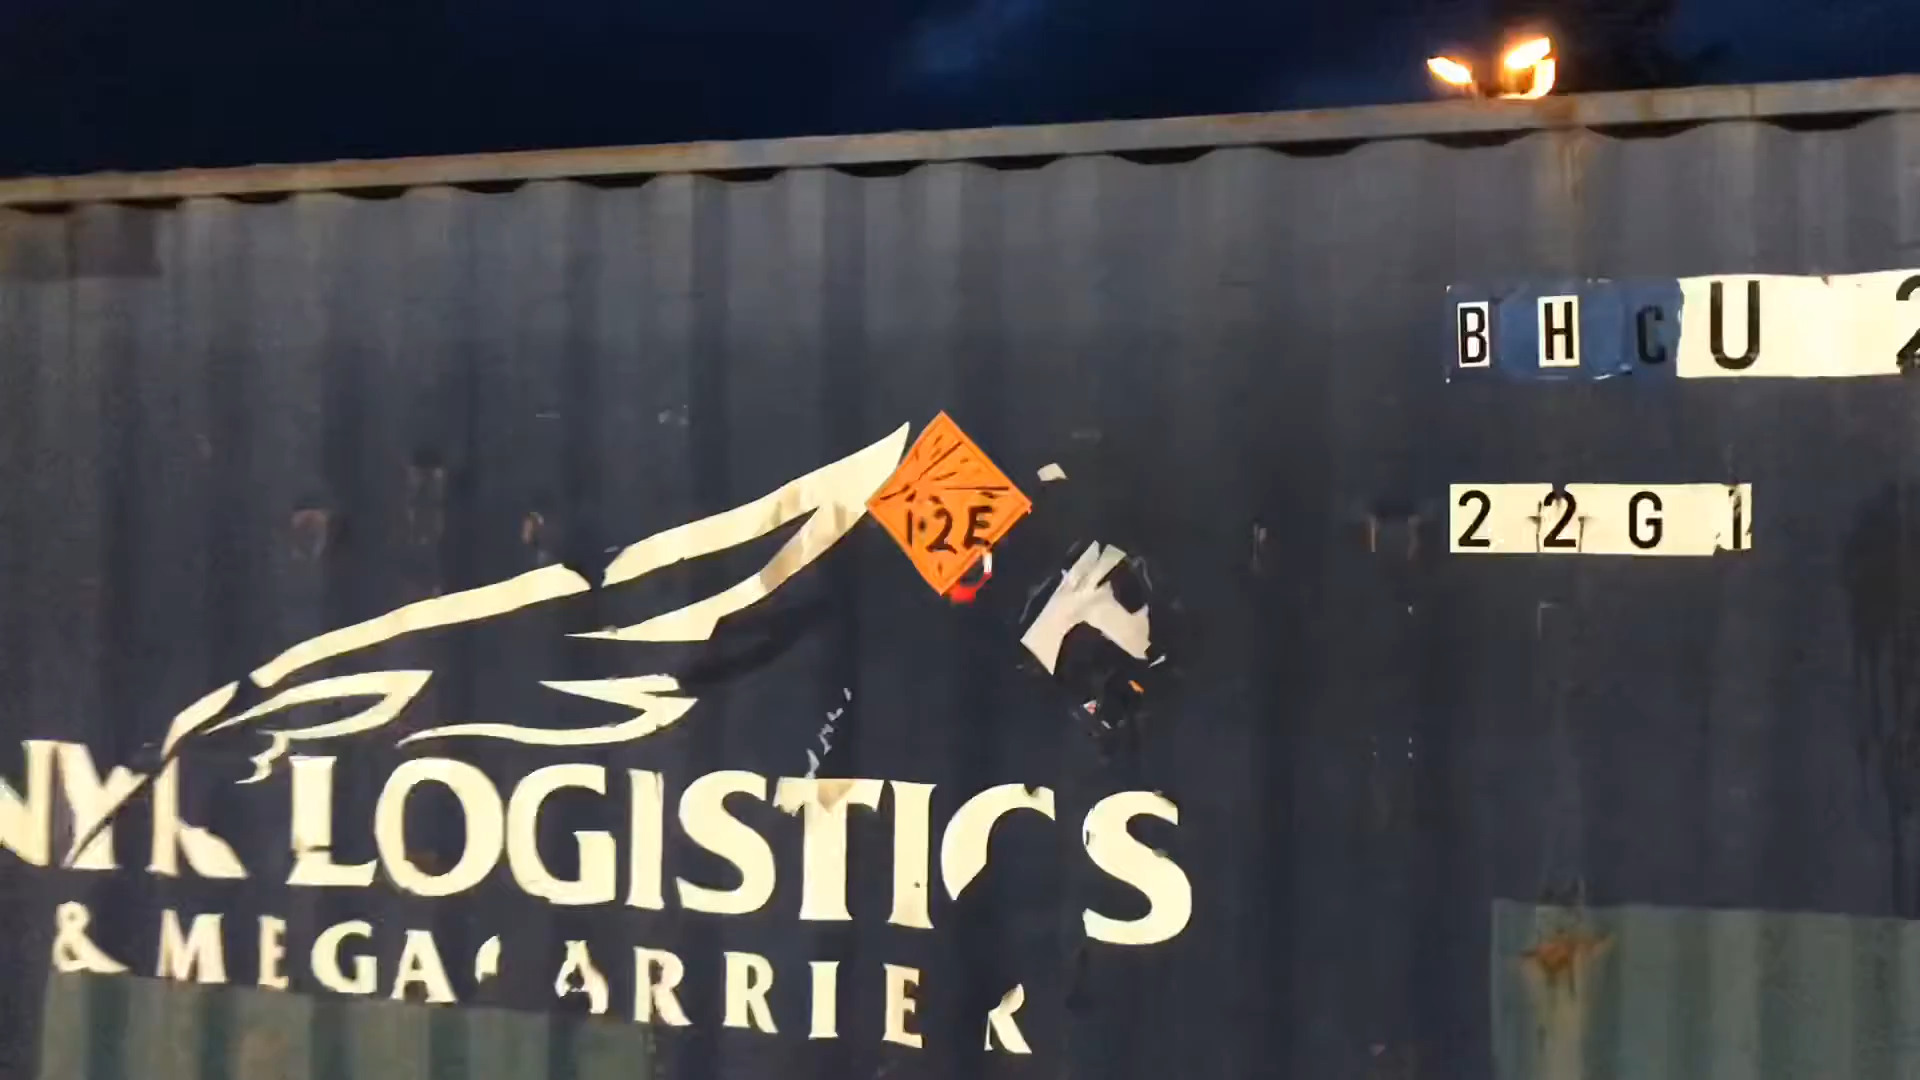 BHCU 2
22G1
1.2E
NYK LOGISTICS
& MEGACARRIER